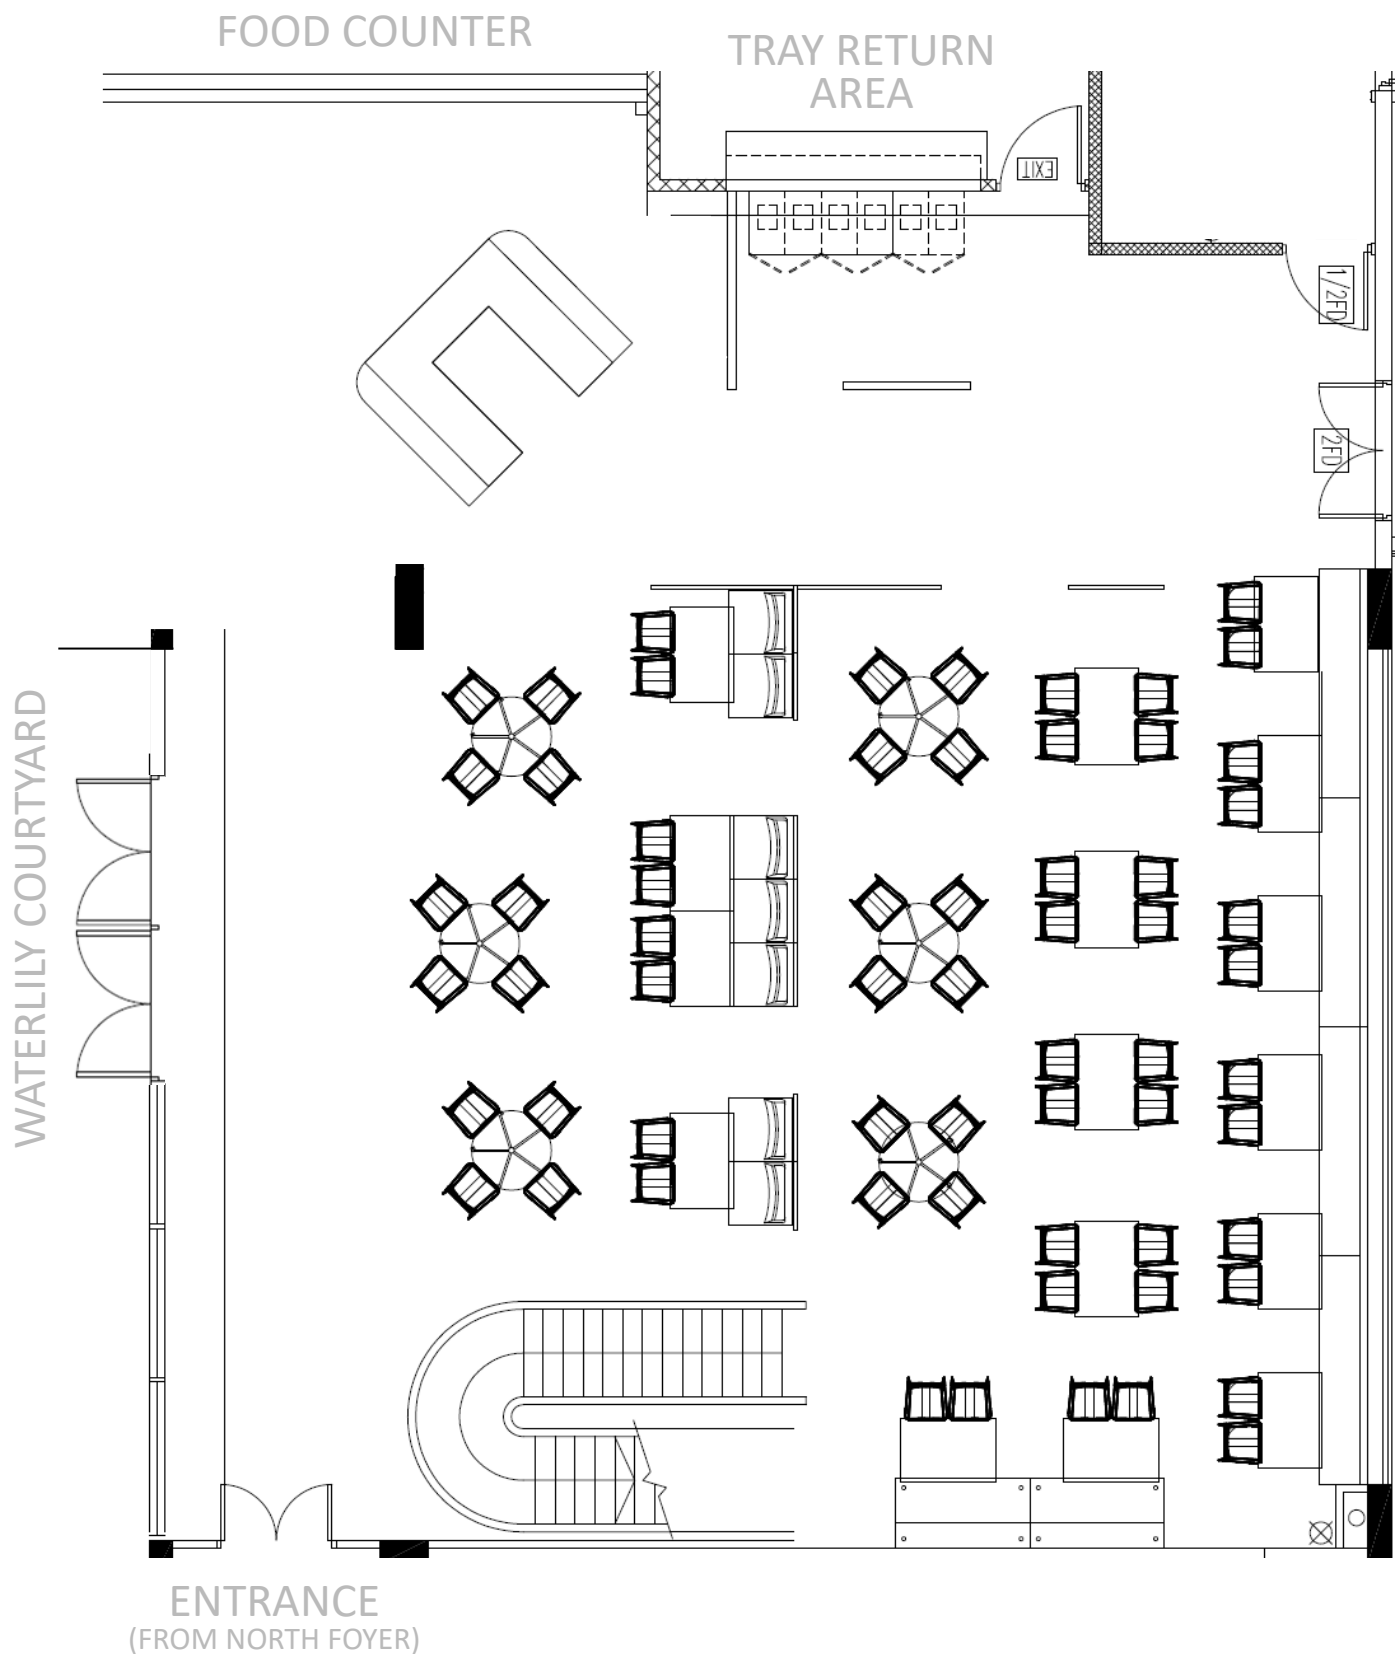 FOOD COUNTER
TRAY RETURN
AREA
EXIT
1/2FD
2FD
WATERLILY COURTYARD
ENTRANCE
(FROM NORTH FOYER)